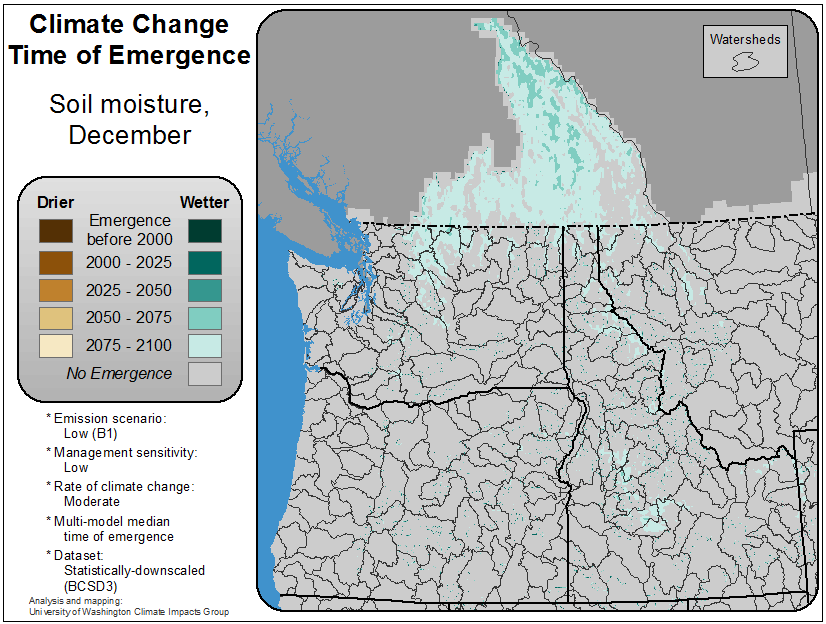 Climate Change
Time of Emergence
Soil moisture,
December
Drier Wetter
Emergence
before 2000
2000 - 2025
2025 - 2050
2050 - 2075
2075 - 2100
No Emergence
* Emission scenario:
Low (B1)
* Management sensitivity:
Low
* Rate of climate change:
Moderate
* Multi-model median
time of emergence
* Dataset:
Statistically-downscaled
(BCSD3)
Analysis and mapping:
University of Washington Climate Impacts Group
Watersheds